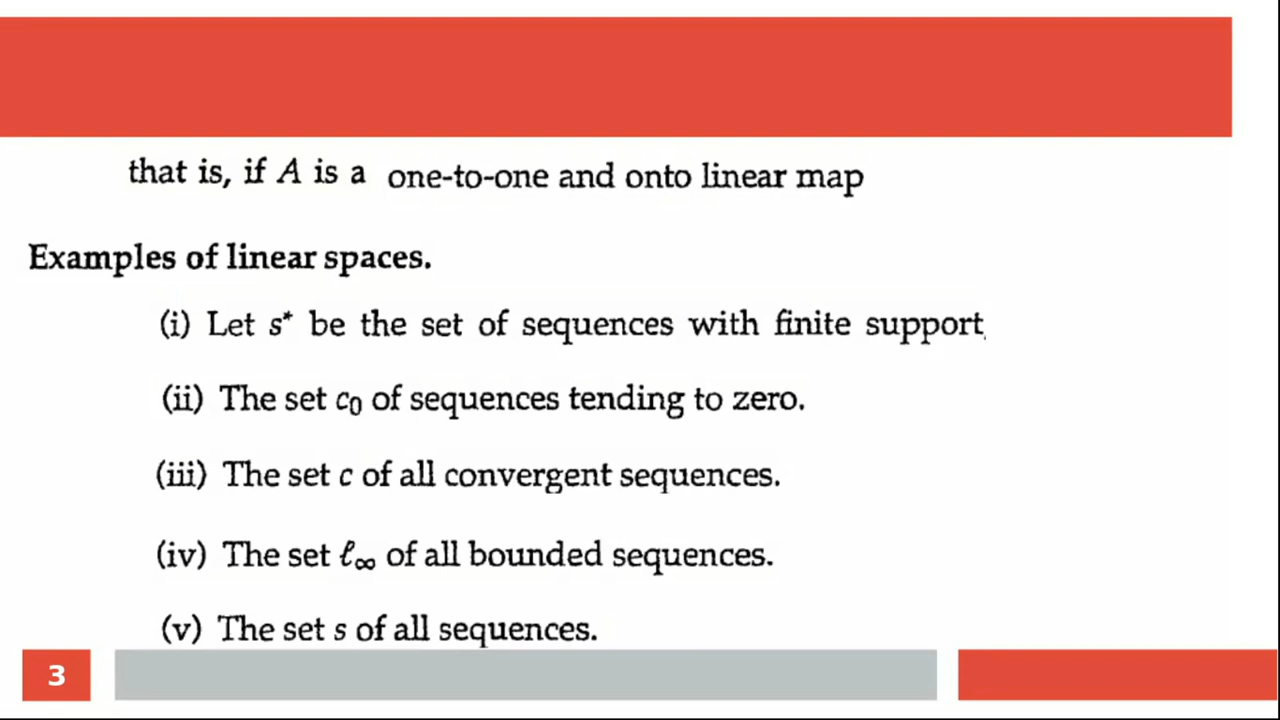 that is, if A is a one-to-one and onto linear map
Examples of linear spaces.
(i) Let s* be the set of sequences with finite support
(ii) The set c₀ of sequences tending to zero.
(iii) The set c of all convergent sequences.
(iv) The set ℓ∞ of all bounded sequences.
(v) The set s of all sequences.
3